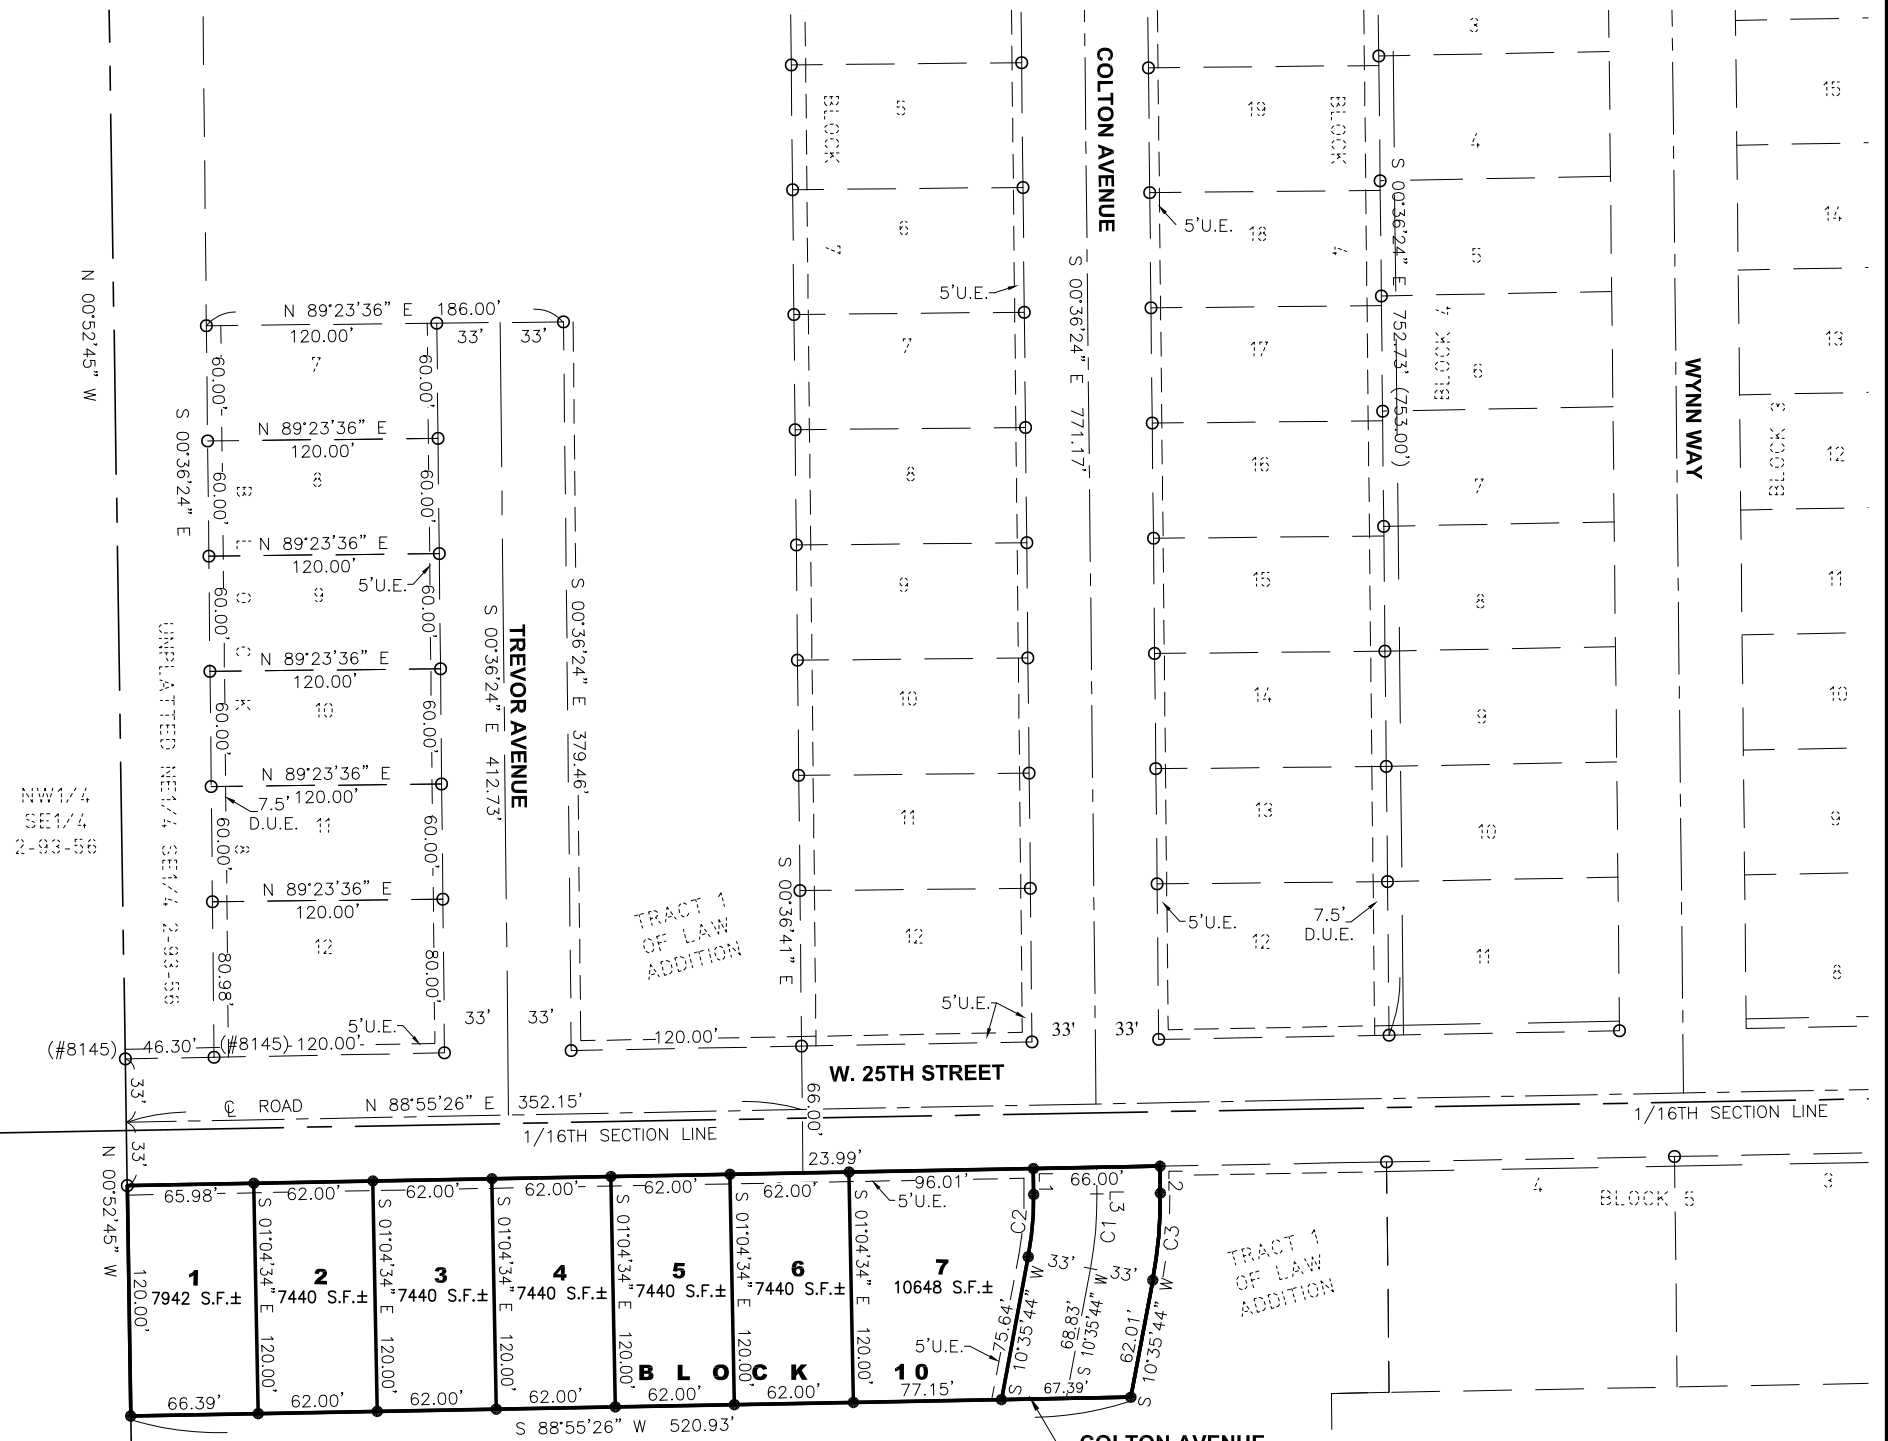 COLTON AVENUE
S 00°36'24" E 771.17'
WYNN WAY
N 00°52'45" W
S 00°36'24" E
UNPLATTED NE1/4 SE1/4 2-93-56
NW1/4
SE1/4
2-93-56
N 89°23'36" E 186.00'
120.00' 33' 33'
7
60.00' 60.00'
N 89°23'36" E
120.00'
8
60.00' 60.00'
N 89°23'36" E
120.00'
5'U.E.
9
60.00' 60.00'
N 89°23'36" E
120.00'
10
60.00' 60.00'
N 89°23'36" E
7.5' 120.00'
D.U.E. 11
60.00' 60.00'
N 89°23'36" E
120.00'
12
80.98' 80.00'
B L O C K 8
TREVOR AVENUE
S 00°36'24" E 412.73'
S 00°36'24" E 379.46'
TRACT 1
OF LAW
ADDITION
S 00°36'41" E
BLOCK 7
5
6
5'U.E.
7
8
9
10
11
12
5'U.E.
BLOCK 4
19
5'U.E.
18
17
16
15
14
13
5'U.E.
12
7.5'
D.U.E.
S 00°36'24" E 752.73' (753.00')
BLOCK 4
3
4
5
6
7
8
9
10
11
BLOCK 3
15
14
13
12
11
10
9
8
33' 33'
5'U.E.
(#8145) 46.30' (#8145) 120.00'
120.00'
33' 33'
W. 25TH STREET
33'
℄ ROAD N 88°55'26" E 352.15'
66.00'
1/16TH SECTION LINE
1/16TH SECTION LINE
33'
N 00°52'45" W
23.99'
65.98' 62.00' 62.00' 62.00' 62.00' 62.00' 96.01' 66.00'
5'U.E.
L1 L2 L3
C2 C1 C3
4 BLOCK 5 3
S 01°04'34" E 120.00'
S 01°04'34" E 120.00'
S 01°04'34" E 120.00'
S 01°04'34" E 120.00'
S 01°04'34" E 120.00'
S 01°04'34" E 120.00'
120.00'
1
7942 S.F.±
2
7440 S.F.±
3
7440 S.F.±
4
7440 S.F.±
5
7440 S.F.±
6
7440 S.F.±
7
10648 S.F.±
33' 33'
TRACT 1
OF LAW
ADDITION
5'U.E.
75.64'
S 10°35'44" W
68.83'
S 10°35'44" W
62.01'
S 10°35'44" W
BLOCK 10
66.39' 62.00' 62.00' 62.00' 62.00' 62.00' 77.15' 67.39'
S 88°55'26" W 520.93'
COLTON AVENUE